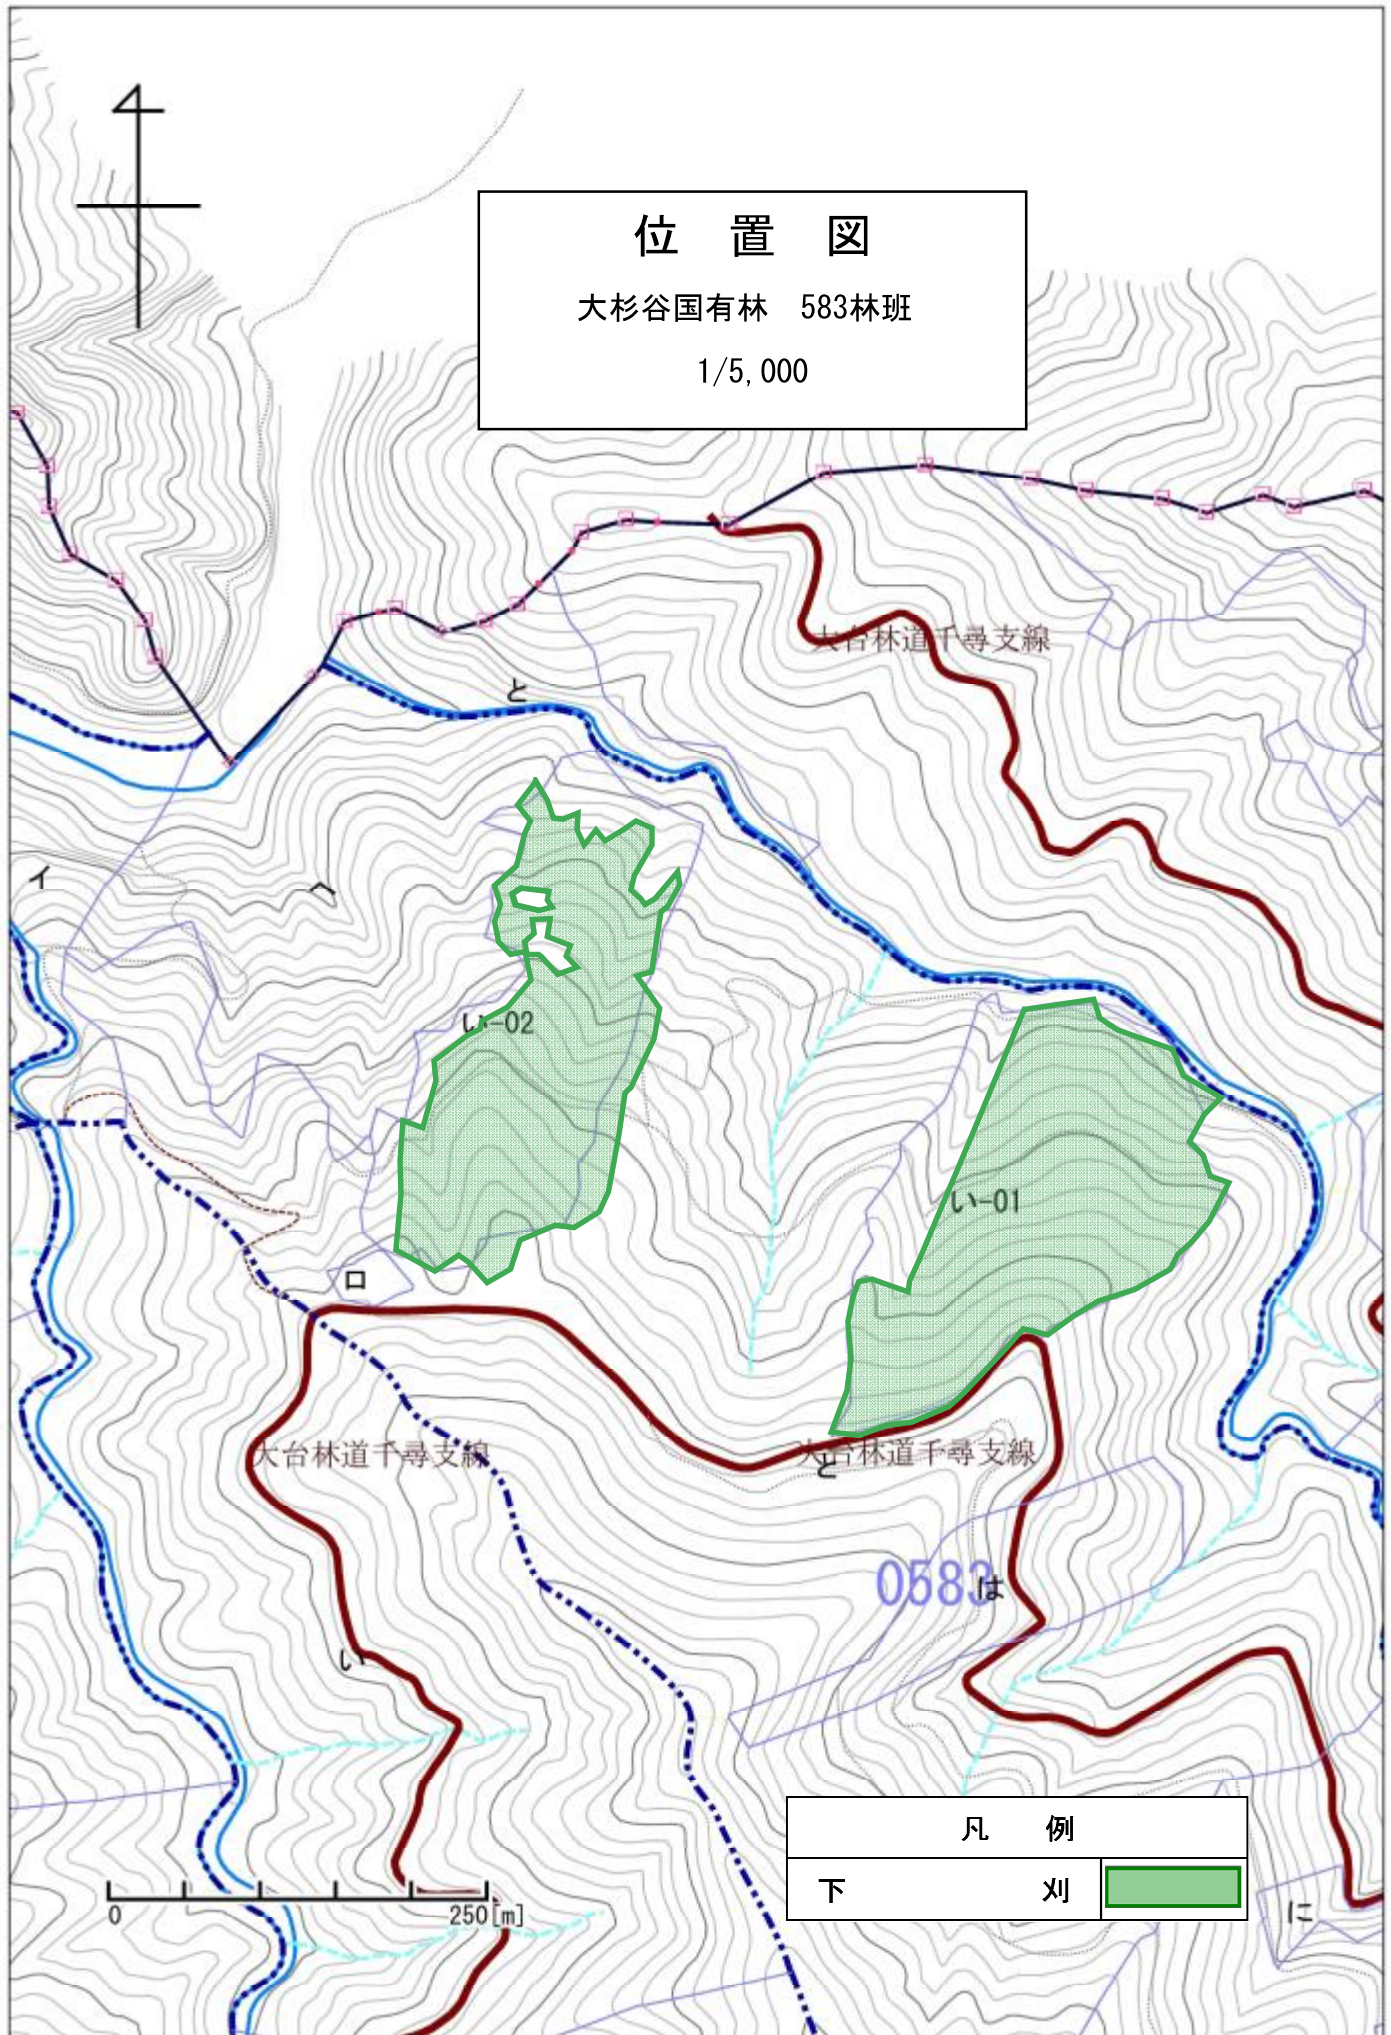 位置図
大杉谷国有林 583林班
1/5,000
大台林道千尋支線
と
イ
へ
い-02
い-01
ロ
大台林道千尋支線
大台林道千尋支線
と
0583
は
い
凡例
下刈
に
0
250[m]